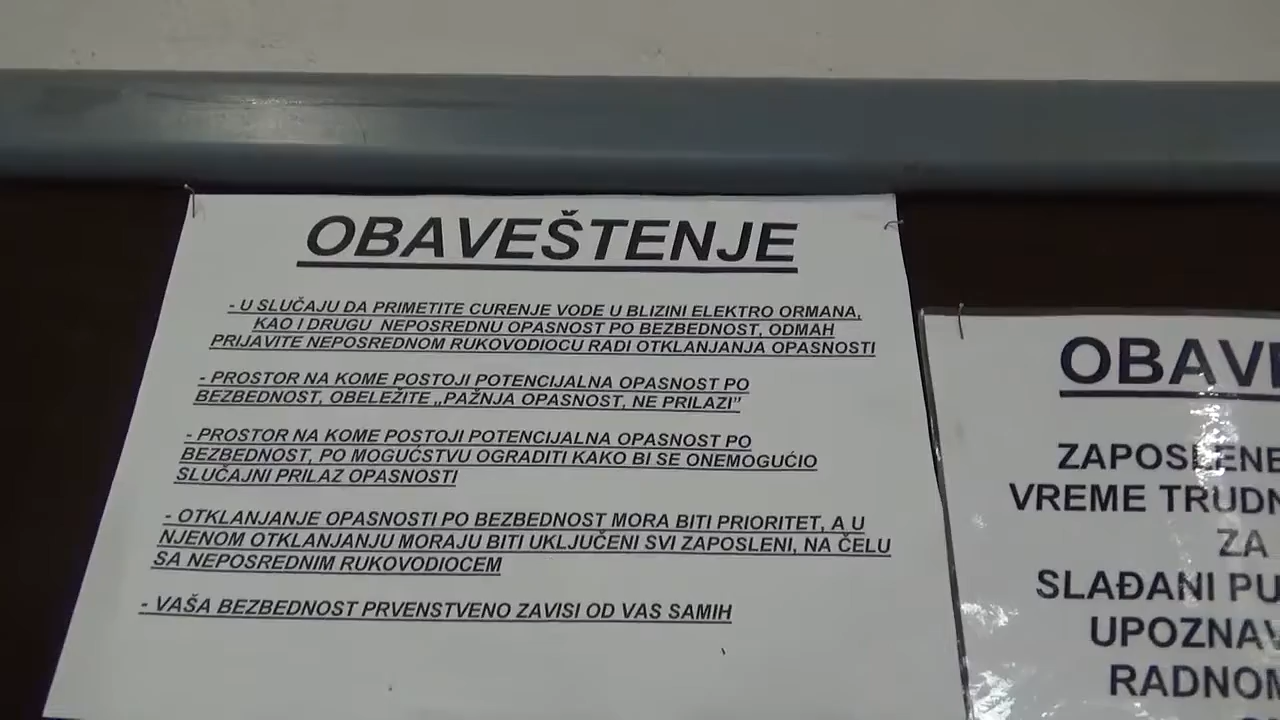 OBAVEŠTENJE
- U SLUČAJU DA PRIMETITE CURENJE VODE U BLIZINI ELEKTRO ORMANA,
KAO I DRUGU NEPOSREDNU OPASNOST PO BEZBEDNOST, ODMAH
PRIJAVITE NEPOSREDNOM RUKOVODIOCU RADI OTKLANJANJA OPASNOSTI
- PROSTOR NA KOME POSTOJI POTENCIJALNA OPASNOST PO
BEZBEDNOST, OBELEŽITE „PAŽNJA OPASNOST, NE PRILAZI”
- PROSTOR NA KOME POSTOJI POTENCIJALNA OPASNOST PO
BEZBEDNOST, PO MOGUĆSTVU OGRADITI KAKO BI SE ONEMOGUĆIO
SLUČAJNI PRILAZ OPASNOSTI
- OTKLANJANJE OPASNOSTI PO BEZBEDNOST MORA BITI PRIORITET, A U
NJENOM OTKLANJANJU MORAJU BITI UKLJUČENI SVI ZAPOSLENI, NA ČELU
SA NEPOSREDNIM RUKOVODIOCEM
- VAŠA BEZBEDNOST PRVENSTVENO ZAVISI OD VAS SAMIH
OBAVE
ZAPOSLENE
VREME TRUDN
ZA
SLAĐANI PU
UPOZNAV
RADNOM